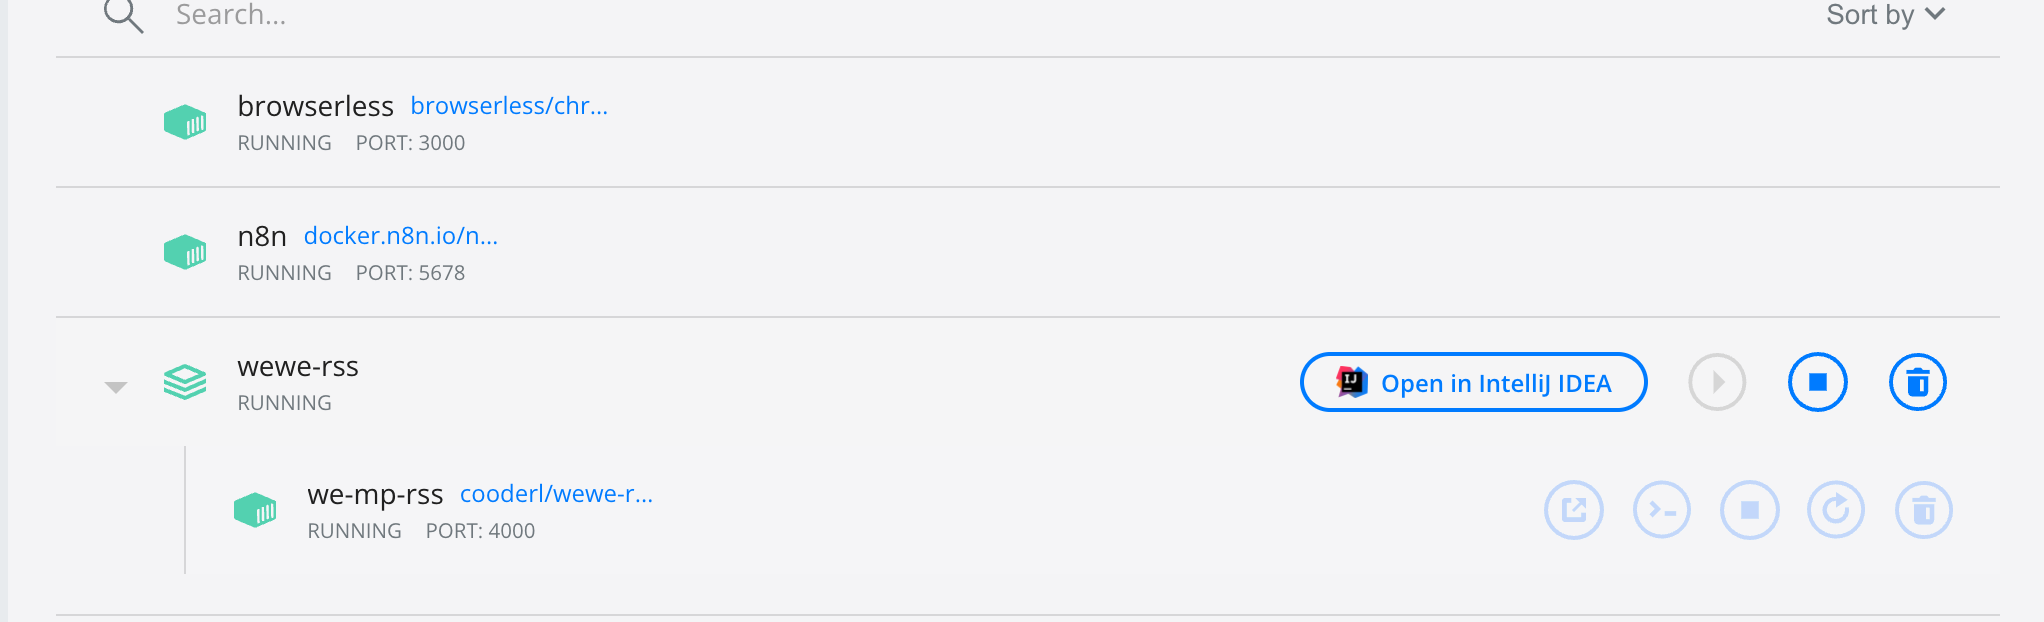 Search...
Sort by
browserless browserless/chr...
RUNNING PORT: 3000
n8n docker.n8n.io/n...
RUNNING PORT: 5678
wewe-rss
RUNNING
IJ Open in IntelliJ IDEA
we-mp-rss cooderl/wewe-r...
RUNNING PORT: 4000